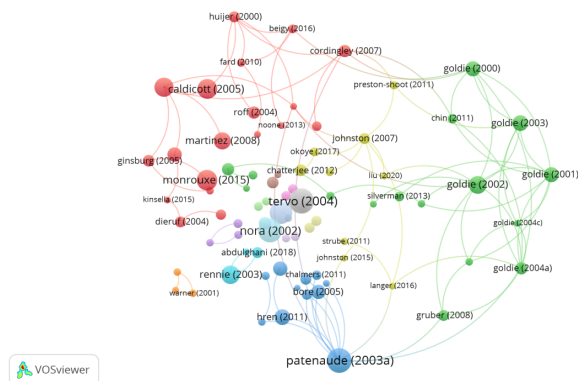 huijer (2000)
beigy (2016)
cordingley (2007)
fard (2010)
goldie (2000)
preston-shoot (2011)
caldicott (2005)
roff (2004)
chin (2011)
goldie (2003)
noone (2013)
martinez (2008)
johnston (2007)
okoye (2017)
ginsburg (2005)
chatterjee (2012)
liu (2020)
goldie (2001)
monrouxe (2015)
goldie (2002)
kinsella (2015)
tervo (2004)
silverman (2013)
dieruf (2004)
goldie (2004c)
nora (2002)
strube (2011)
abdulghani (2018)
johnston (2015)
rennie (2003)
chalmers (2011)
goldie (2004a)
warner (2001)
bore (2005)
langer (2016)
hren (2011)
gruber (2008)
patenaude (2003a)
VOSviewer